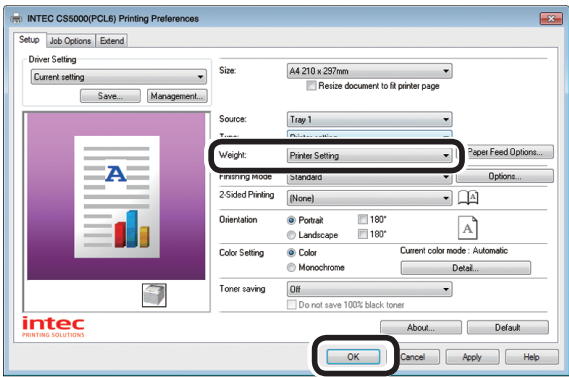 INTEC CS5000(PCL6) Printing Preferences
Setup Job Options Extend
Driver Setting
Current setting
Save... Management...
Size: A4 210 x 297mm
Resize document to fit printer page
Source: Tray 1
Type: Printer setting
Weight: Printer Setting Paper Feed Options...
Finishing Mode Standard Options...
2-Sided Printing (None)
Orientation Portrait 180°
Landscape 180°
Color Setting Color Current color mode : Automatic
Monochrome Detail...
Toner saving Off
Do not save 100% black toner
A
A
A
intec
PRINTING SOLUTIONS
About... Default
OK Cancel Apply Help